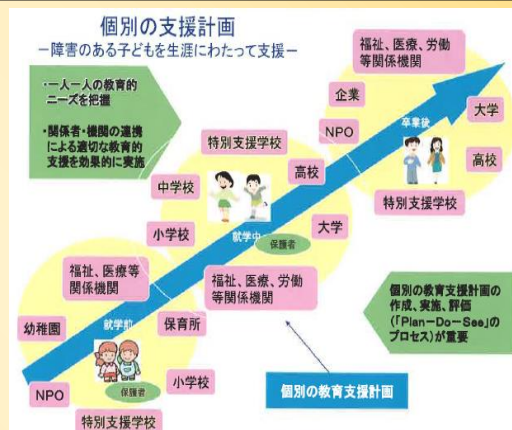 個別の支援計画
－障害のある子どもを生涯にわたって支援－
・一人一人の教育的
ニーズを把握
・関係者・機関の連携
による適切な教育的
支援を効果的に実施
福祉、医療、労働
等関係機関
企業
NPO
卒業後
大学
高校
特別支援学校
特別支援学校
中学校
高校
小学校
就学中
保護者
大学
福祉、医療、労働
等関係機関
福祉、医療等
関係機関
幼稚園
就学前
保育所
保護者
小学校
NPO
特別支援学校
個別の教育支援計画の
作成、実施、評価
(「Plan－Do－See」の
プロセス)が重要
個別の教育支援計画